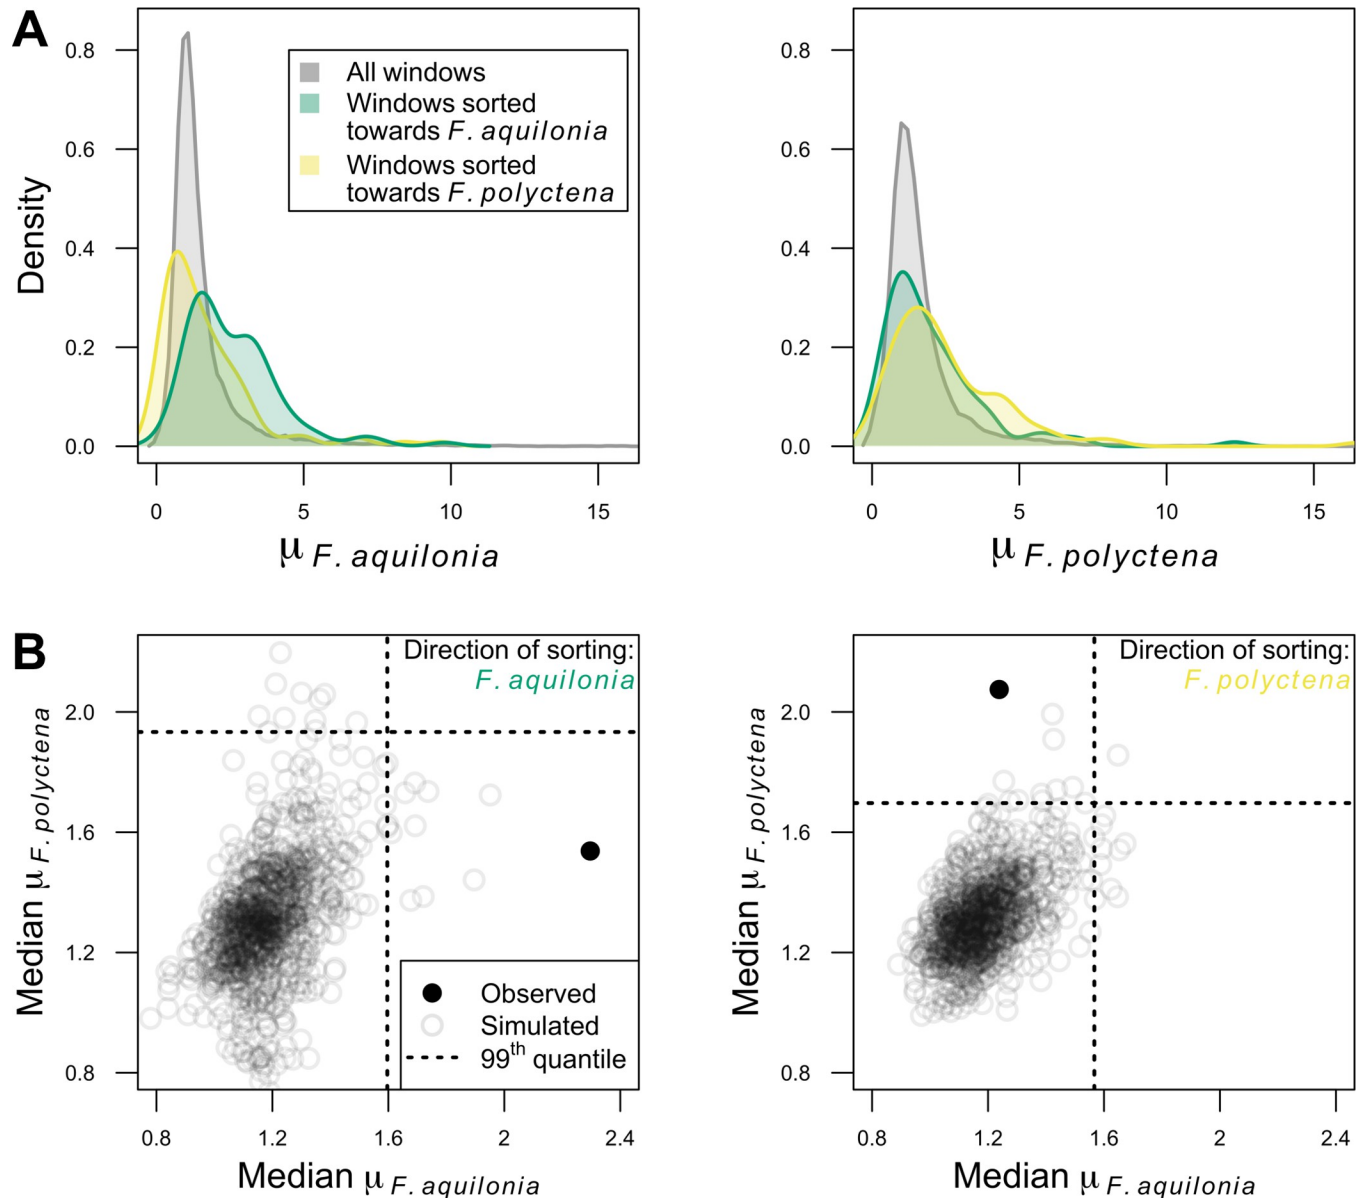 A
Density
0.8
0.6
0.4
0.2
0.0
All windows
Windows sorted
towards F. aquilonia
Windows sorted
towards F. polyctena
0 5 10 15
μ F. aquilonia
0.8
0.6
0.4
0.2
0.0
0 5 10 15
μ F. polyctena
B
Median μ F. polyctena
2.0
1.6
1.2
0.8
Direction of sorting:
F. aquilonia
Observed
Simulated
99th quantile
0.8 1.2 1.6 2 2.4
Median μ F. aquilonia
Median μ F. polyctena
2.0
1.6
1.2
0.8
Direction of sorting:
F. polyctena
0.8 1.2 1.6 2 2.4
Median μ F. aquilonia